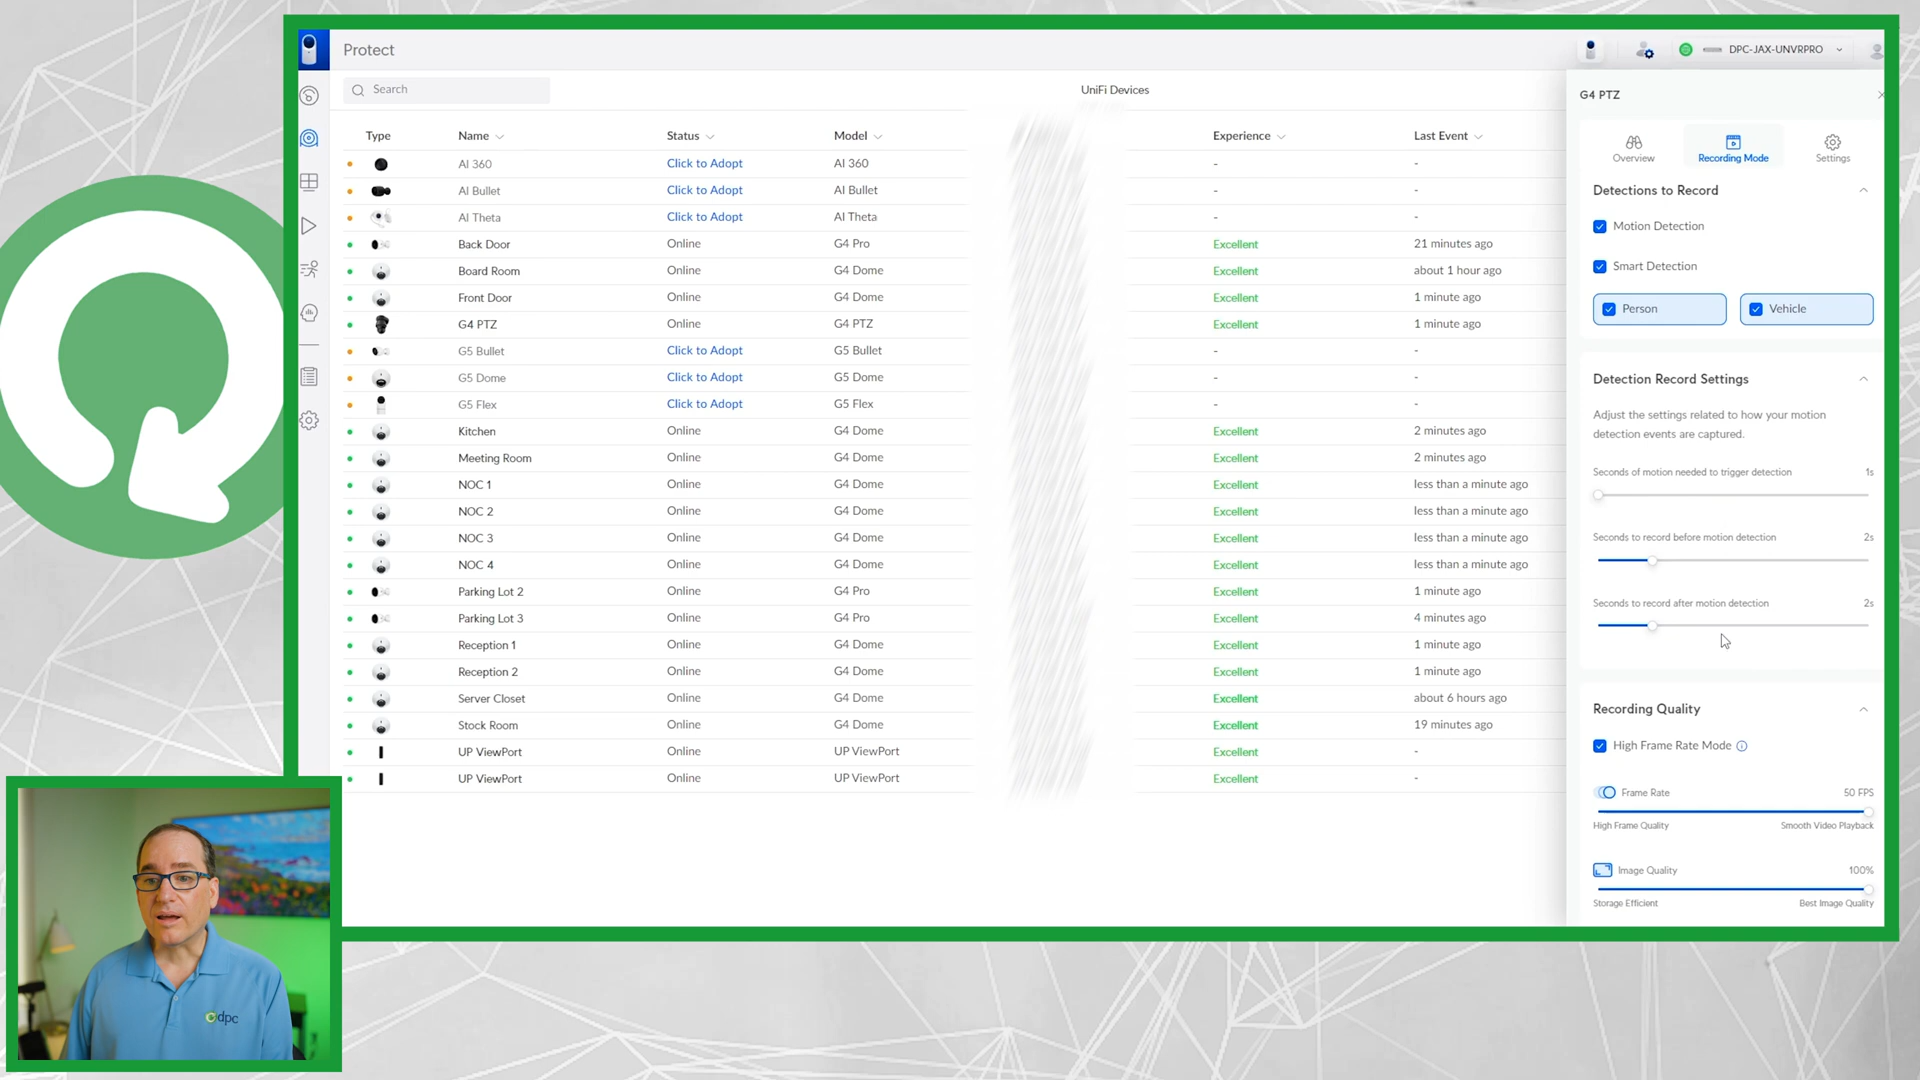 Protect
DPC-JAX-UNVRPRO
Search
UniFi Devices
Type Name Status Model Experience Last Event
AI 360 Click to Adopt AI 360 - -
AI Bullet Click to Adopt AI Bullet - -
AI Theta Click to Adopt AI Theta - -
Back Door Online G4 Pro Excellent 21 minutes ago
Board Room Online G4 Dome Excellent about 1 hour ago
Front Door Online G4 Dome Excellent 1 minute ago
G4 PTZ Online G4 PTZ Excellent 1 minute ago
G5 Bullet Click to Adopt G5 Bullet - -
G5 Dome Click to Adopt G5 Dome - -
G5 Flex Click to Adopt G5 Flex - -
Kitchen Online G4 Dome Excellent 2 minutes ago
Meeting Room Online G4 Dome Excellent 2 minutes ago
NOC 1 Online G4 Dome Excellent less than a minute ago
NOC 2 Online G4 Dome Excellent less than a minute ago
NOC 3 Online G4 Dome Excellent less than a minute ago
NOC 4 Online G4 Dome Excellent less than a minute ago
Parking Lot 2 Online G4 Pro Excellent 1 minute ago
Parking Lot 3 Online G4 Pro Excellent 4 minutes ago
Reception 1 Online G4 Dome Excellent 1 minute ago
Reception 2 Online G4 Dome Excellent 1 minute ago
Server Closet Online G4 Dome Excellent about 6 hours ago
Stock Room Online G4 Dome Excellent 19 minutes ago
UP ViewPort Online UP ViewPort Excellent -
UP ViewPort Online UP ViewPort Excellent -
G4 PTZ
Overview Recording Mode Settings
Detections to Record
Motion Detection
Smart Detection
Person Vehicle
Detection Record Settings
Adjust the settings related to how your motion
detection events are captured.
Seconds of motion needed to trigger detection 1s
Seconds to record before motion detection 2s
Seconds to record after motion detection 2s
Recording Quality
High Frame Rate Mode
Frame Rate 50 FPS
High Frame Quality Smooth Video Playback
Image Quality 100%
Storage Efficient Best Image Quality
dpc